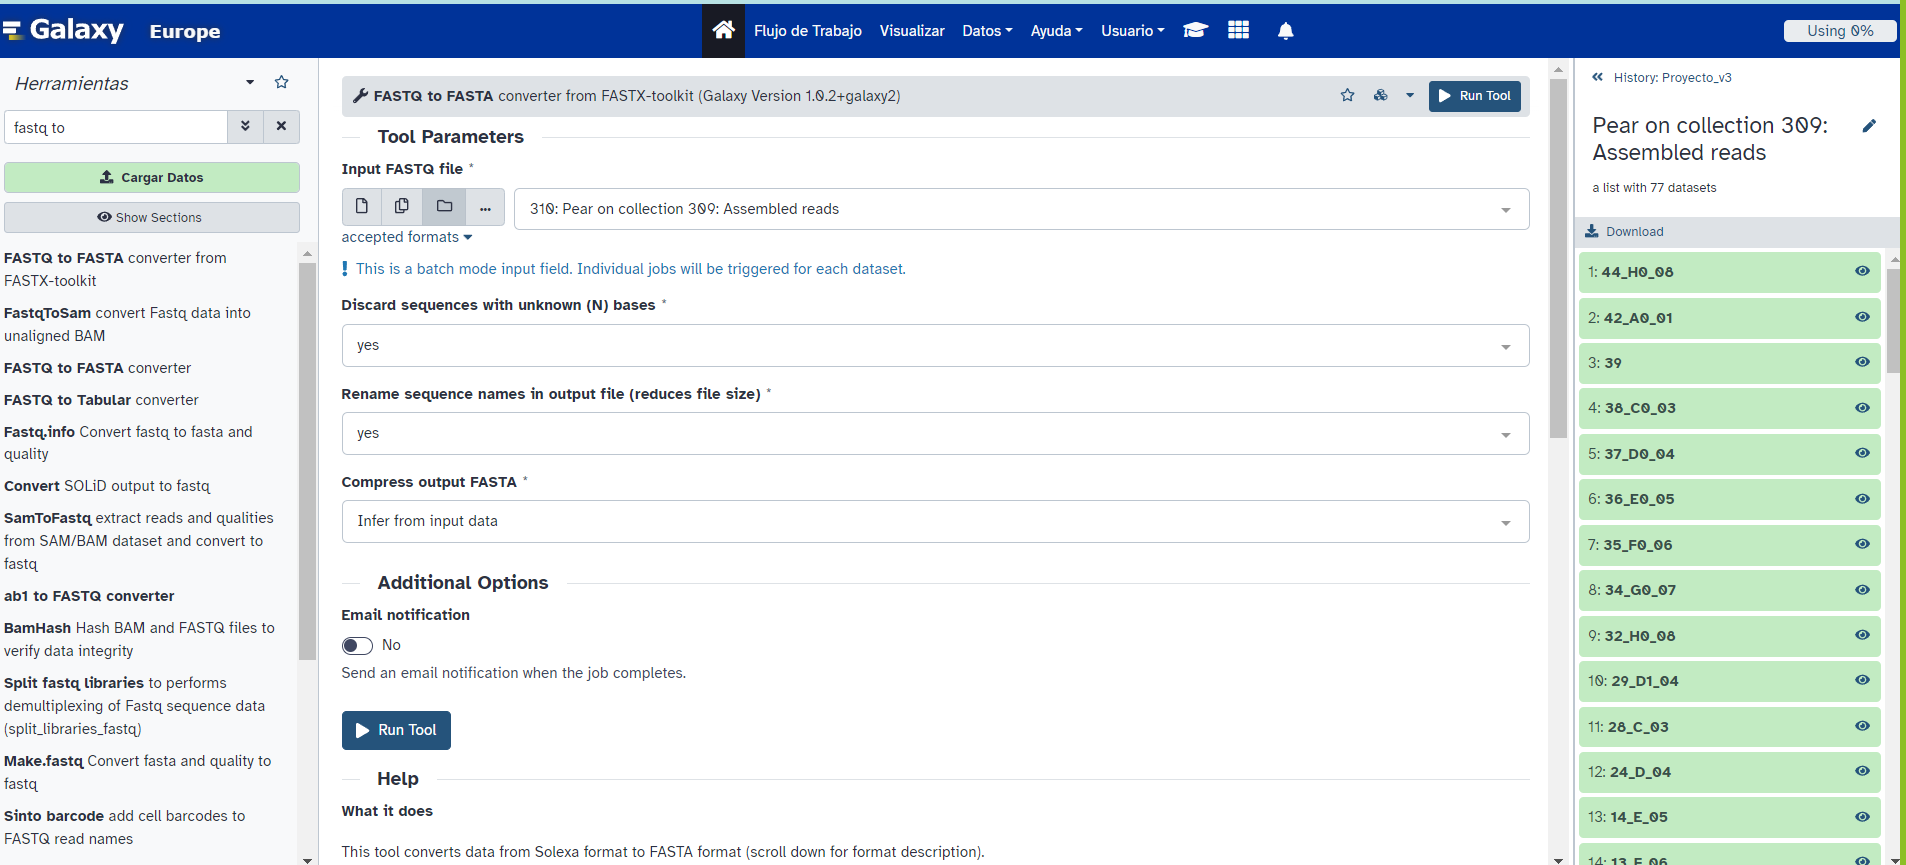 Galaxy Europe
Flujo de Trabajo Visualizar Datos Ayuda Usuario
Using 0%
Herramientas
fastq to
Cargar Datos
Show Sections
FASTQ to FASTA converter from
FASTX-toolkit
FastqToSam convert Fastq data into
unaligned BAM
FASTQ to FASTA converter
FASTQ to Tabular converter
Fastq.info Convert fastq to fasta and
quality
Convert SOLiD output to fastq
SamToFastq extract reads and qualities
from SAM/BAM dataset and convert to
fastq
ab1 to FASTQ converter
BamHash Hash BAM and FASTQ files to
verify data integrity
Split fastq libraries to performs
demultiplexing of Fastq sequence data
(split_libraries_fastq)
Make.fastq Convert fasta and quality to
fastq
Sinto barcode add cell barcodes to
FASTQ read names
FASTQ to FASTA converter from FASTX-toolkit (Galaxy Version 1.0.2+galaxy2)
Run Tool
Tool Parameters
Input FASTQ file *
310: Pear on collection 309: Assembled reads
accepted formats
This is a batch mode input field. Individual jobs will be triggered for each dataset.
Discard sequences with unknown (N) bases *
yes
Rename sequence names in output file (reduces file size) *
yes
Compress output FASTA *
Infer from input data
Additional Options
Email notification
No
Send an email notification when the job completes.
Run Tool
Help
What it does
This tool converts data from Solexa format to FASTA format (scroll down for format description).
History: Proyecto_v3
Pear on collection 309:
Assembled reads
a list with 77 datasets
Download
1: 44_H0_08
2: 42_A0_01
3: 39
4: 38_C0_03
5: 37_D0_04
6: 36_E0_05
7: 35_F0_06
8: 34_G0_07
9: 32_H0_08
10: 29_D1_04
11: 28_C_03
12: 24_D_04
13: 14_E_05
14: 13_F_06